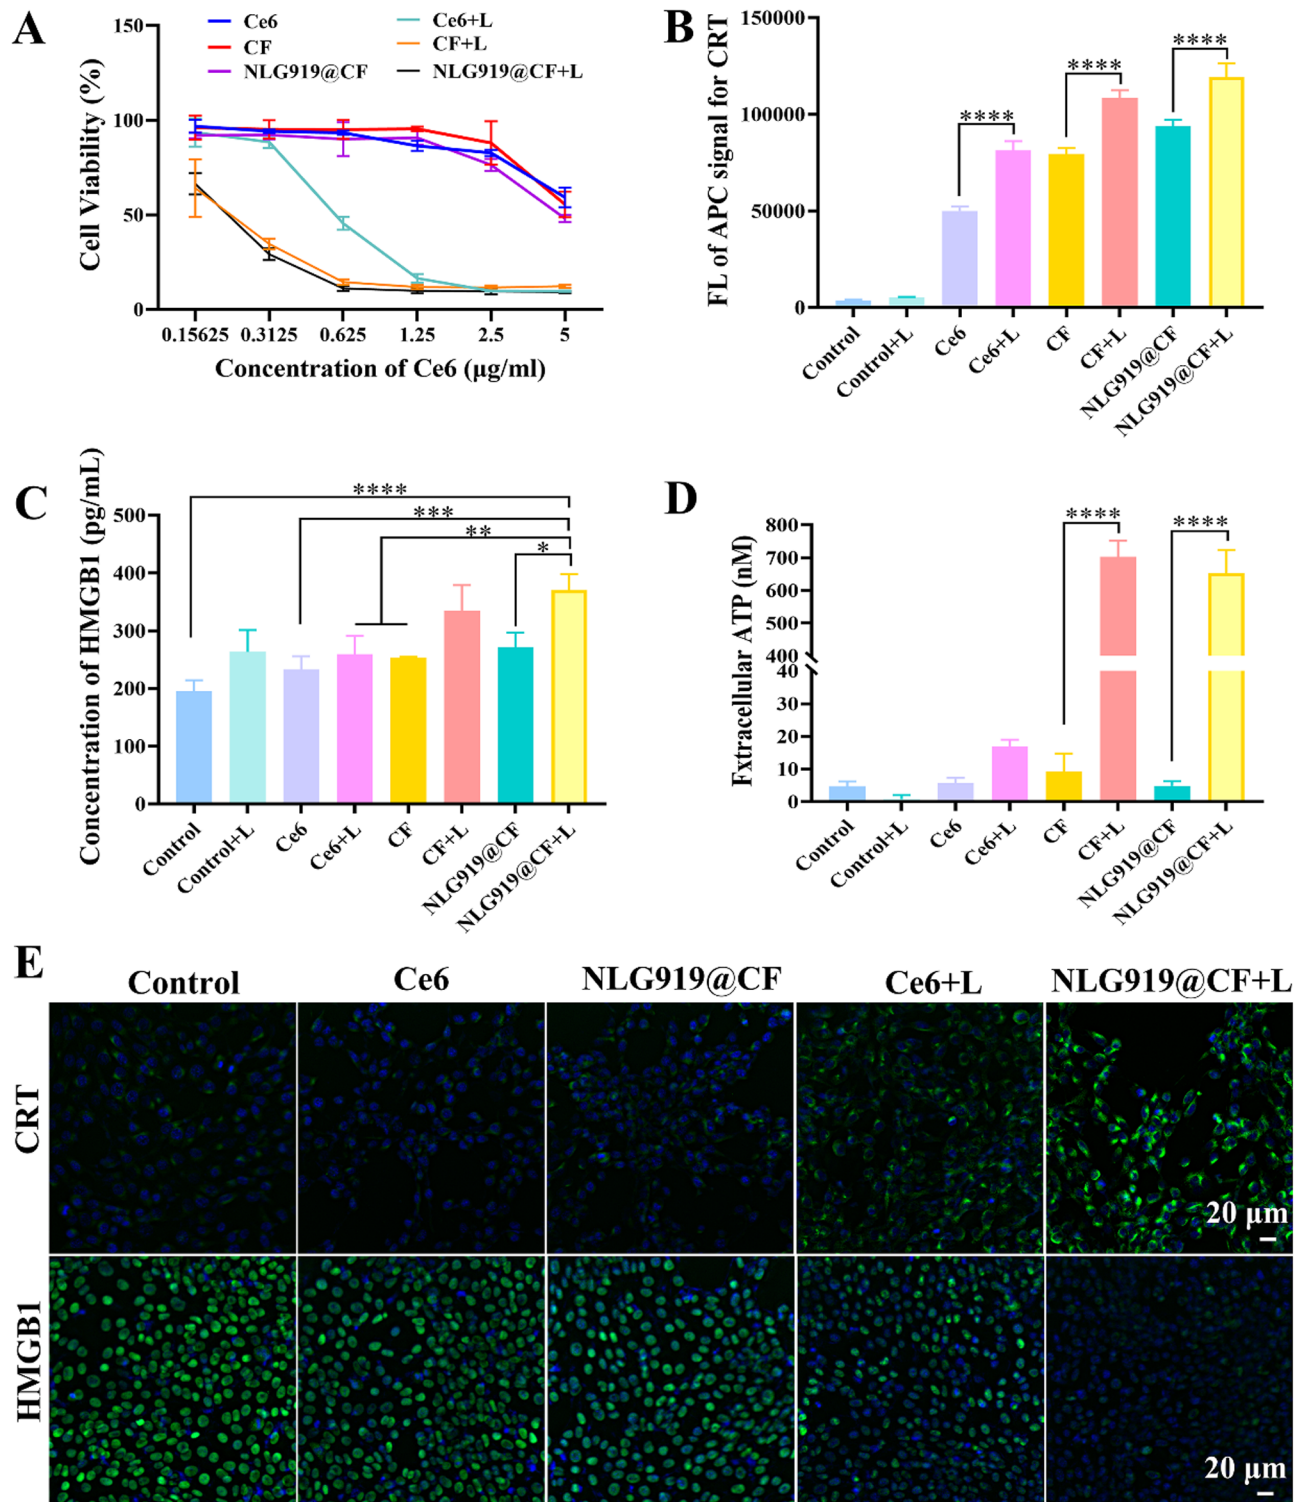 A
Ce6
CF
NLG919@CF
Ce6+L
CF+L
NLG919@CF+L
Cell Viability (%)
150
100
50
0
0.15625
0.3125
0.625
1.25
2.5
5
Concentration of Ce6 (μg/ml)
B
FL of APC signal for CRT
150000
100000
50000
0
****
****
****
Control
Control+L
Ce6
Ce6+L
CF
CF+L
NLG919@CF
NLG919@CF+L
C
Concentration of HMGB1 (pg/mL)
500
400
300
200
100
0
****
***
**
*
Control
Control+L
Ce6
Ce6+L
CF
CF+L
NLG919@CF
NLG919@CF+L
D
Fxtracellular ATP (nM)
800
700
600
500
400
40
30
20
10
0
****
****
Control
Control+L
Ce6
Ce6+L
CF
CF+L
NLG919@CF
NLG919@CF+L
E
Control
Ce6
NLG919@CF
Ce6+L
NLG919@CF+L
CRT
20 μm
HMGB1
20 μm